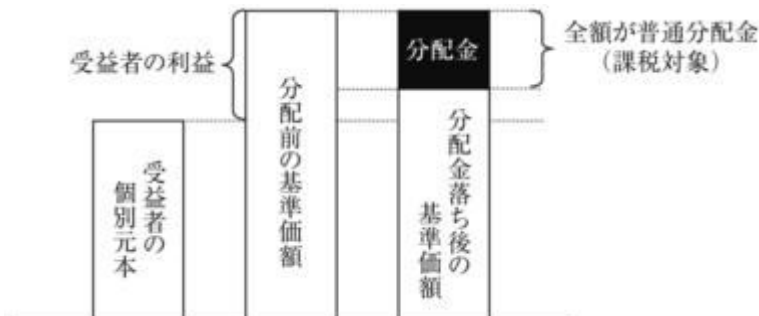 受益者の利益
分配金
全額が普通分配金
（課税対象）
受益者の
個別元本
分配前の基準価額
分配金落ち後の
基準価額